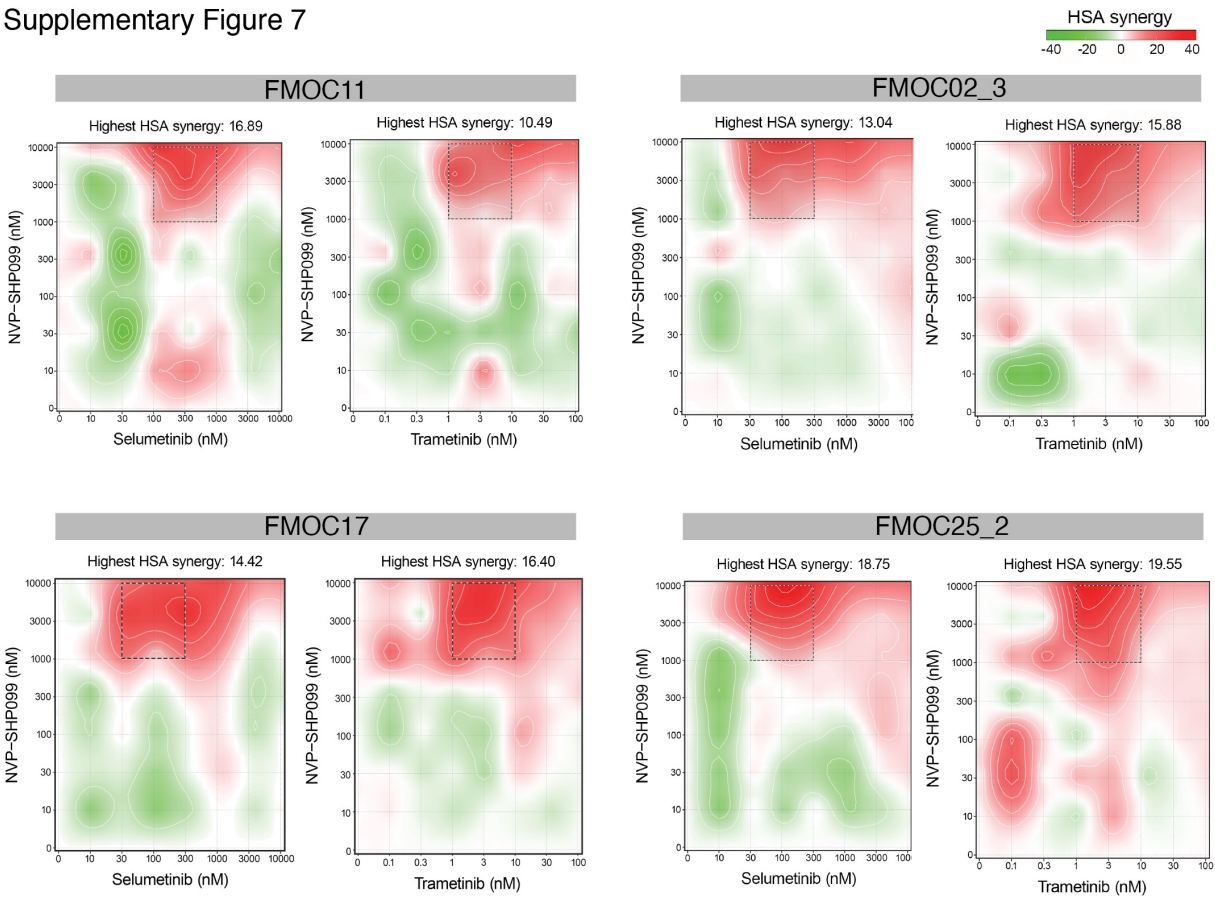 Supplementary Figure 7
HSA synergy
-40 -20 0 20 40
FMOC11
Highest HSA synergy: 16.89
10000
3000
1000
300
100
30
10
0
NVP−SHP099 (nM)
0 10 30 100 300 1000 3000 10000
Selumetinib (nM)
Highest HSA synergy: 10.49
10000
3000
1000
300
100
30
10
0
NVP−SHP099 (nM)
0 0.1 0.3 1 3 10 30 100
Trametinib (nM)
FMOC02_3
Highest HSA synergy: 13.04
10000
3000
1000
300
100
30
10
0
NVP−SHP099 (nM)
0 10 30 100 300 1000 3000 10000
Selumetinib (nM)
Highest HSA synergy: 15.88
10000
3000
1000
300
100
30
10
0
NVP−SHP099 (nM)
0 0.1 0.3 1 3 10 30 100
Trametinib (nM)
FMOC17
Highest HSA synergy: 14.42
10000
3000
1000
300
100
30
10
0
NVP−SHP099 (nM)
0 10 30 100 300 1000 3000 10000
Selumetinib (nM)
Highest HSA synergy: 16.40
10000
3000
1000
300
100
30
10
0
NVP−SHP099 (nM)
0 0.1 0.3 1 3 10 30 100
Trametinib (nM)
FMOC25_2
Highest HSA synergy: 18.75
10000
3000
1000
300
100
30
10
0
NVP−SHP099 (nM)
0 10 30 100 300 1000 3000 10000
Selumetinib (nM)
Highest HSA synergy: 19.55
10000
3000
1000
300
100
30
10
0
NVP−SHP099 (nM)
0 0.1 0.3 1 3 10 30 100
Trametinib (nM)